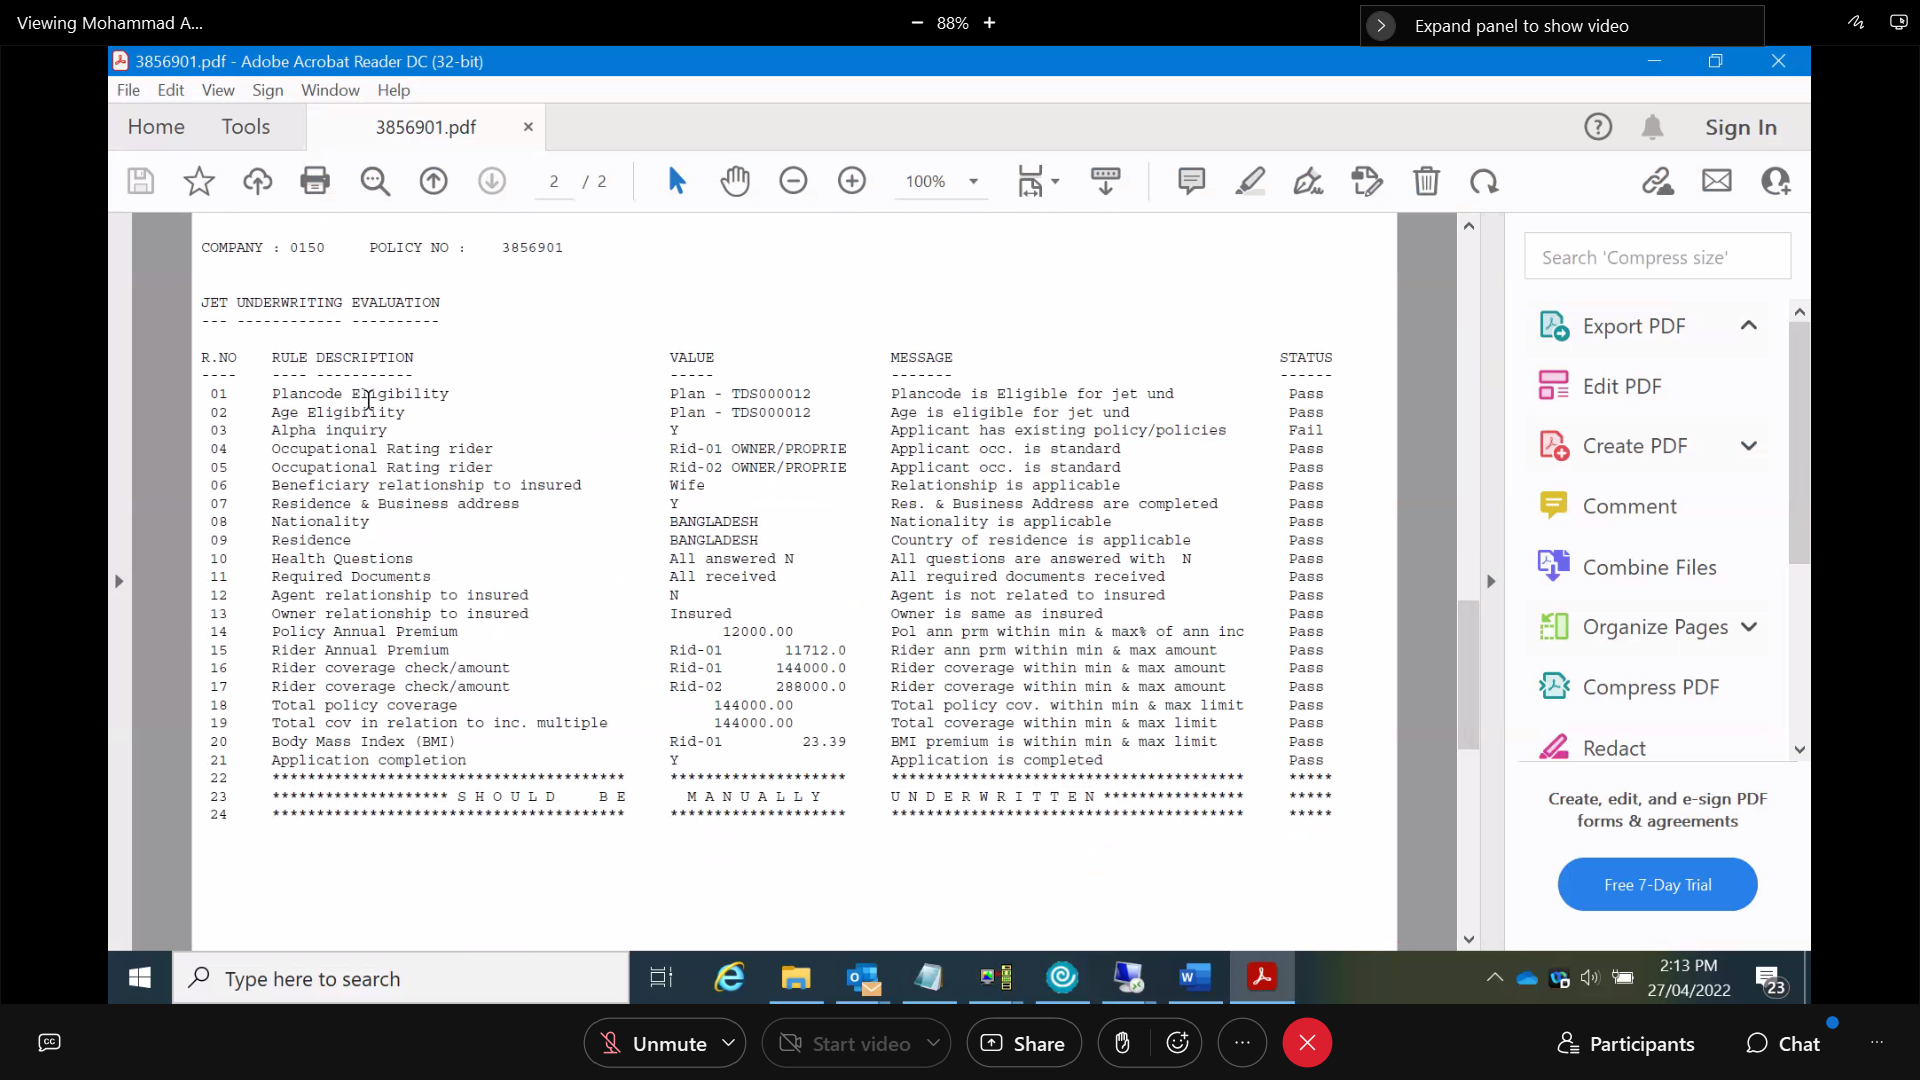 Viewing Mohammad A...
88%
Expand panel to show video
3856901.pdf - Adobe Acrobat Reader DC (32-bit)
File Edit View Sign Window Help
Home Tools 3856901.pdf Sign In
2 / 2 100%
COMPANY : 0150 POLICY NO : 3856901
JET UNDERWRITING EVALUATION
--- ------------ ----------
R.NO RULE DESCRIPTION VALUE MESSAGE STATUS
---- ---- ----------- ----- ------- ------
01 Plancode Eligibility Plan - TDS000012 Plancode is Eligible for jet und Pass
02 Age Eligibility Plan - TDS000012 Age is eligible for jet und Pass
03 Alpha inquiry Y Applicant has existing policy/policies Fail
04 Occupational Rating rider Rid-01 OWNER/PROPRIE Applicant occ. is standard Pass
05 Occupational Rating rider Rid-02 OWNER/PROPRIE Applicant occ. is standard Pass
06 Beneficiary relationship to insured Wife Relationship is applicable Pass
07 Residence & Business address Y Res. & Business Address are completed Pass
08 Nationality BANGLADESH Nationality is applicable Pass
09 Residence BANGLADESH Country of residence is applicable Pass
10 Health Questions All answered N All questions are answered with N Pass
11 Required Documents All received All required documents received Pass
12 Agent relationship to insured N Agent is not related to insured Pass
13 Owner relationship to insured Insured Owner is same as insured Pass
14 Policy Annual Premium 12000.00 Pol ann prm within min & max% of ann inc Pass
15 Rider Annual Premium Rid-01 11712.0 Rider ann prm within min & max amount Pass
16 Rider coverage check/amount Rid-01 144000.0 Rider coverage within min & max amount Pass
17 Rider coverage check/amount Rid-02 288000.0 Rider coverage within min & max amount Pass
18 Total policy coverage 144000.00 Total policy cov. within min & max limit Pass
19 Total cov in relation to inc. multiple 144000.00 Total coverage within min & max limit Pass
20 Body Mass Index (BMI) Rid-01 23.39 BMI premium is within min & max limit Pass
21 Application completion Y Application is completed Pass
22 **************************************** ******************** **************************************** *****
23 ******************** S H O U L D B E M A N U A L L Y U N D E R W R I T T E N **************** *****
24 **************************************** ******************** **************************************** *****
Search 'Compress size'
Export PDF
Edit PDF
Create PDF
Comment
Combine Files
Organize Pages
Compress PDF
Redact
Create, edit, and e-sign PDF
forms & agreements
Free 7-Day Trial
Type here to search
2:13 PM
27/04/2022
23
CC
Unmute
Start video
Share
Participants
Chat